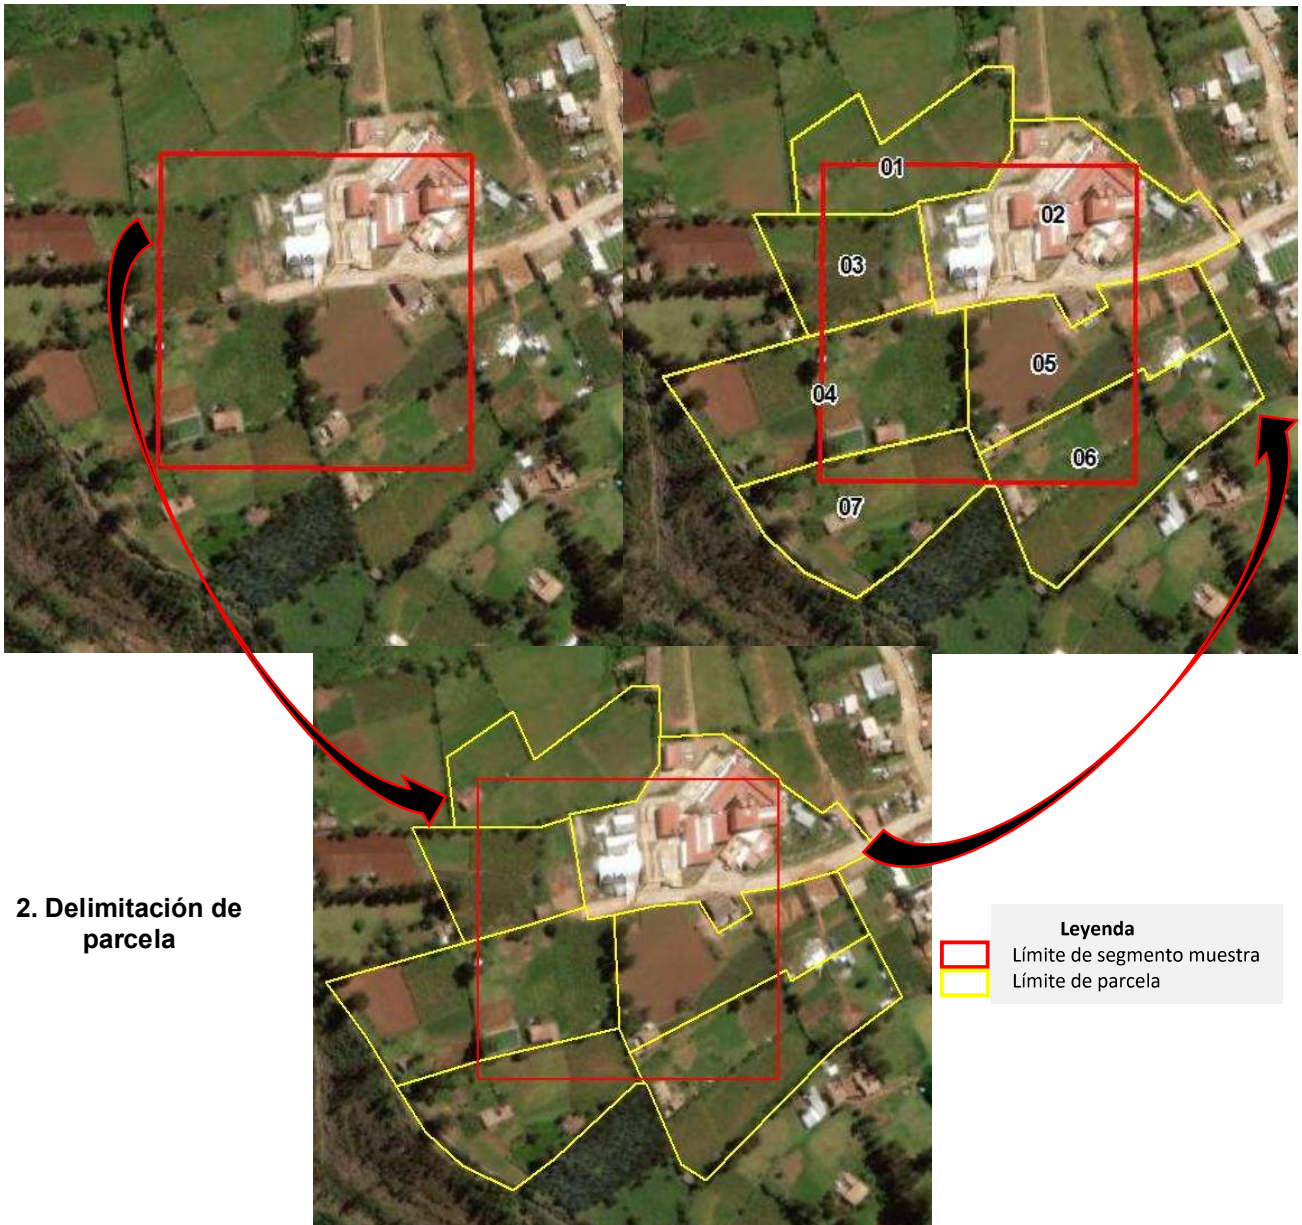 01
02
03
04
05
06
07
2. Delimitación de
parcela
Leyenda
Límite de segmento muestra
Límite de parcela